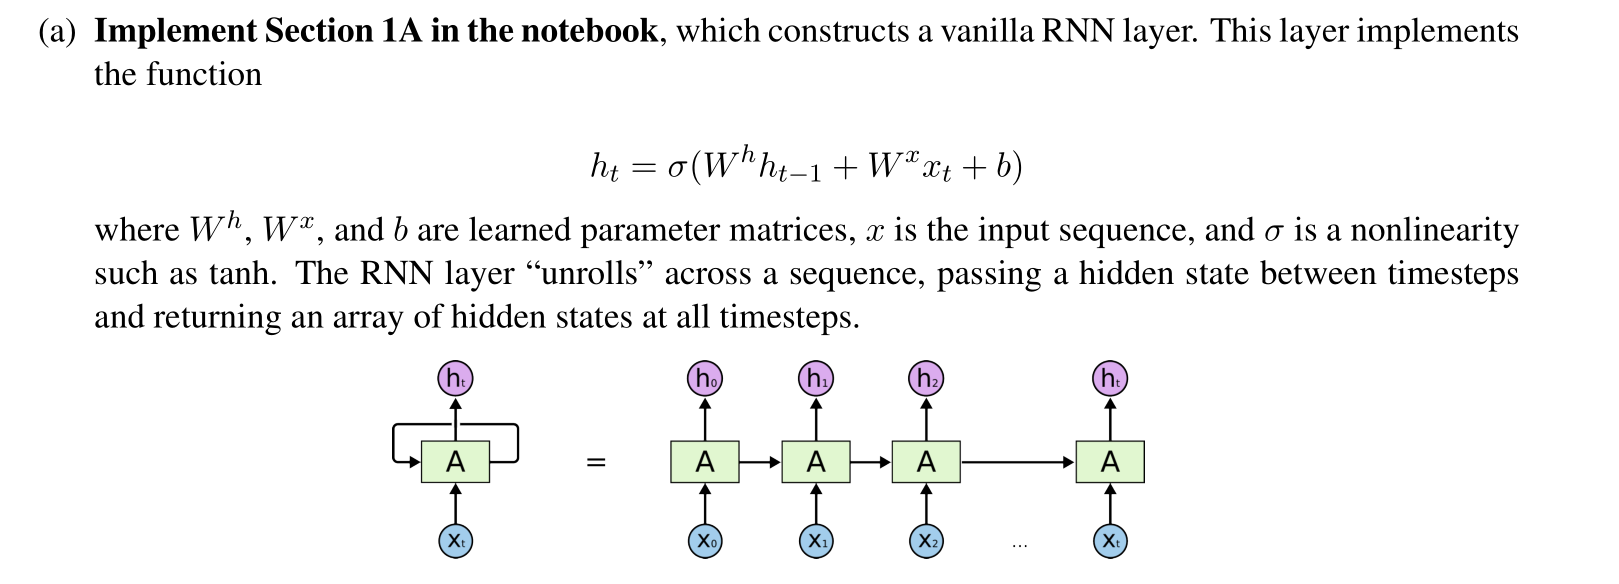 (a) Implement Section 1A in the notebook, which constructs a vanilla RNN layer. This layer implements
the function
h_t = σ(W^h h_{t−1} + W^x x_t + b)
where W^h, W^x, and b are learned parameter matrices, x is the input sequence, and σ is a nonlinearity
such as tanh. The RNN layer “unrolls” across a sequence, passing a hidden state between timesteps
and returning an array of hidden states at all timesteps.
h_t h_0 h_1 h_2 h_t
A = A A A A
x_t x_0 x_1 x_2 ... x_t